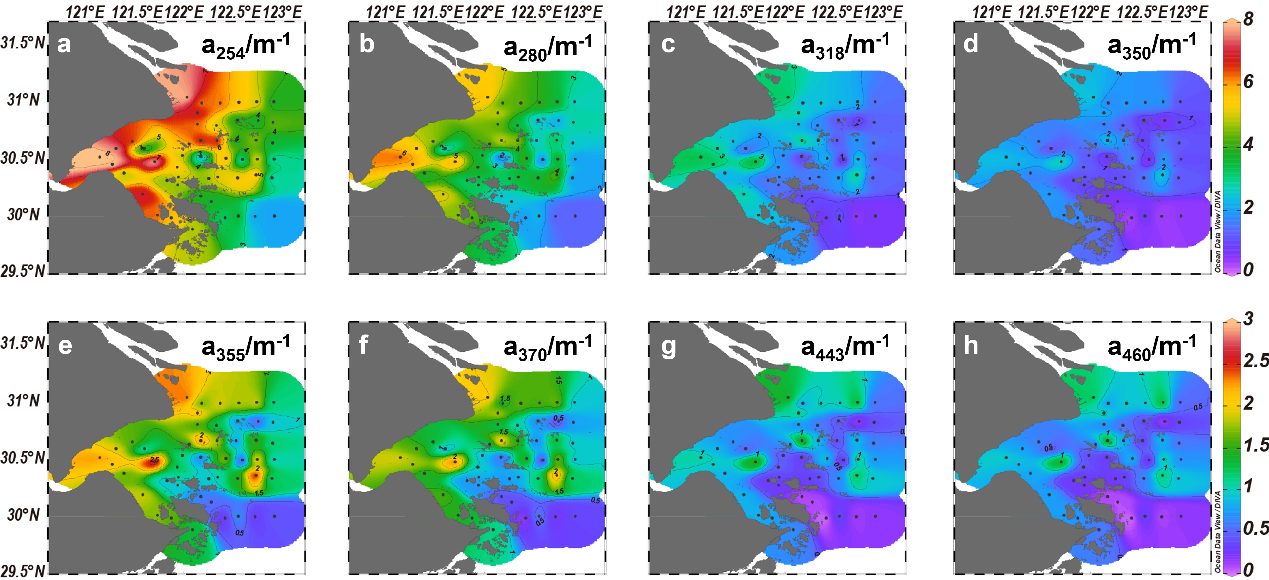 121°E 121.5°E 122°E 122.5°E 123°E 121°E 121.5°E 122°E 122.5°E 123°E 121°E 121.5°E 122°E 122.5°E 123°E 121°E 121.5°E 122°E 122.5°E 123°E
31.5°N
31°N
30.5°N
30°N
29.5°N
a a254/m-1
b a280/m-1
c a318/m-1
d a350/m-1
8
6
4
2
0
Ocean Data View / DIVA
31.5°N
31°N
30.5°N
30°N
29.5°N
e a355/m-1
f a370/m-1
g a443/m-1
h a460/m-1
3
2.5
2
1.5
1
0.5
0
Ocean Data View / DIVA